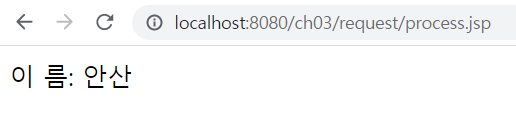 localhost:8080/ch03/request/process.jsp
이 름: 안산